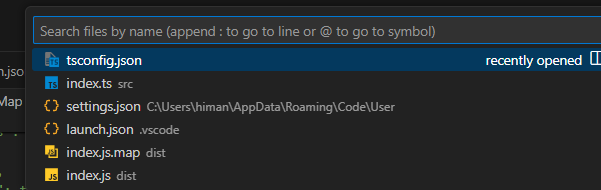 Search files by name (append : to go to line or @ to go to symbol)
tsconfig.json recently opened
index.ts src
settings.json C:\Users\himan\AppData\Roaming\Code\User
launch.json .vscode
index.js.map dist
index.js dist
n.jso
Map